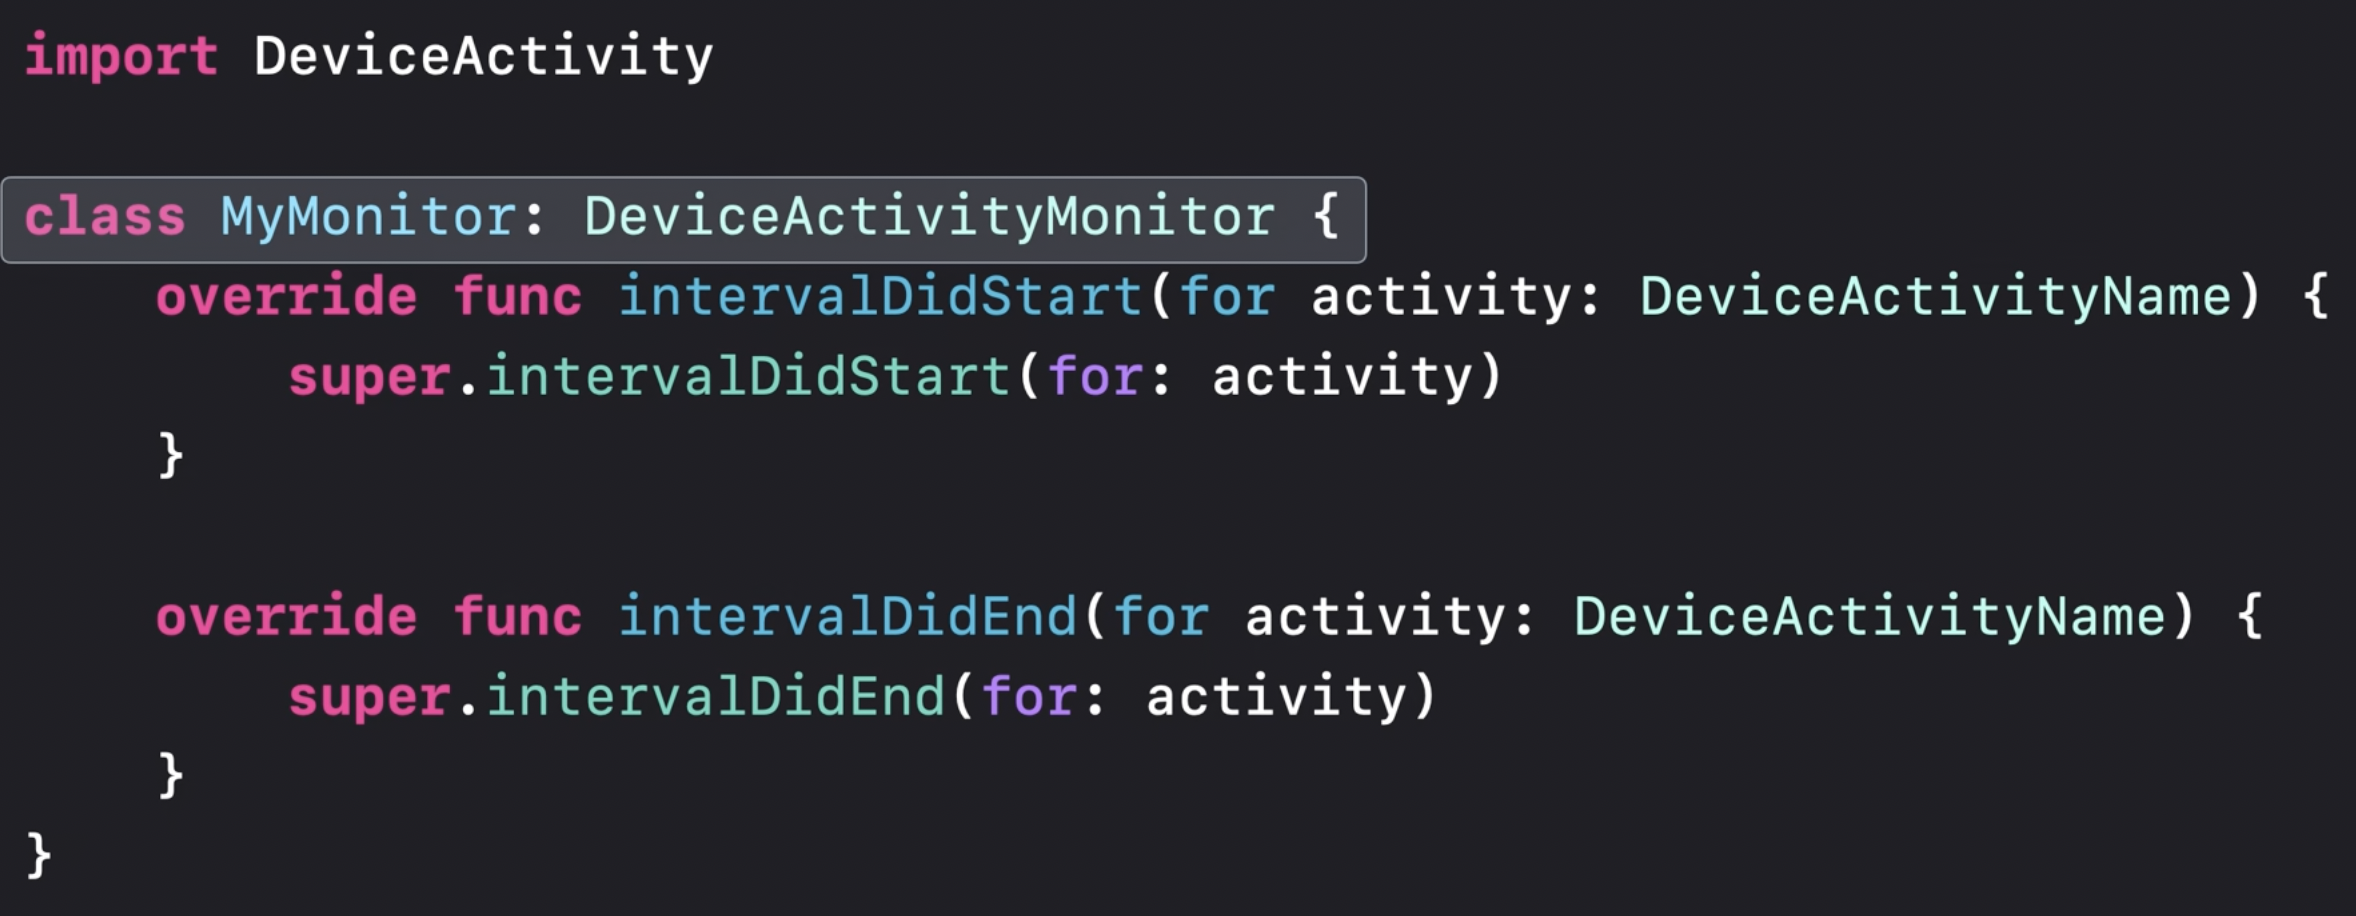 import DeviceActivity
class MyMonitor: DeviceActivityMonitor {
    override func intervalDidStart(for activity: DeviceActivityName) {
        super.intervalDidStart(for: activity)
    }
    override func intervalDidEnd(for activity: DeviceActivityName) {
        super.intervalDidEnd(for: activity)
    }
}